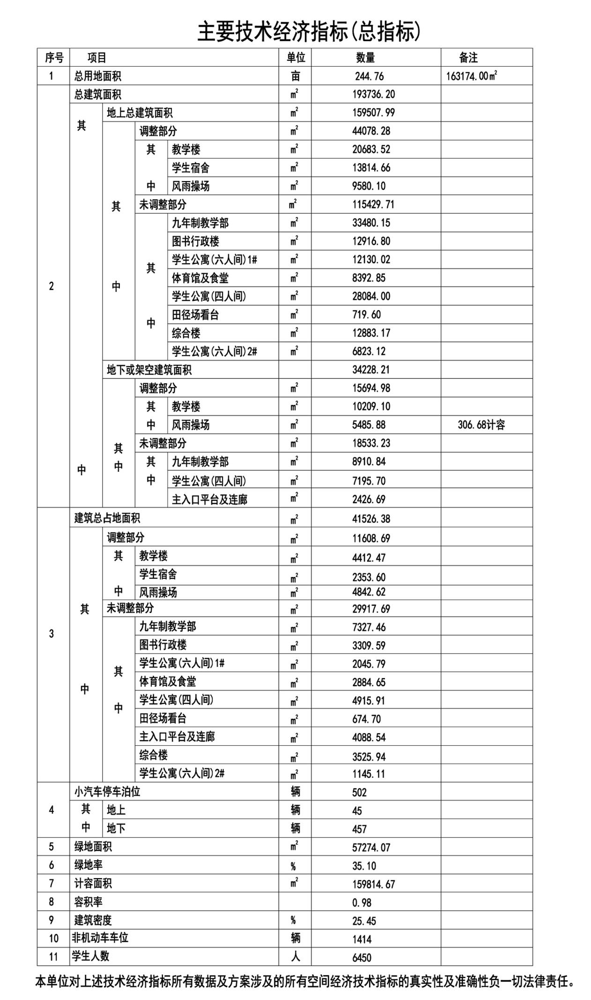 主要技术经济指标(总指标)
序号 项目 单位 数量 备注
1 总用地面积 亩 244.76 163174.00㎡
2 总建筑面积 ㎡ 193736.20
其中 地上总建筑面积 ㎡ 159507.99
其中 调整部分 ㎡ 44078.28
其中 教学楼 ㎡ 20683.52
学生宿舍 ㎡ 13814.66
风雨操场 ㎡ 9580.10
未调整部分 ㎡ 115429.71
其中 九年制教学部 ㎡ 33480.15
图书行政楼 ㎡ 12916.80
学生公寓(六人间)1# ㎡ 12130.02
体育馆及食堂 ㎡ 8392.85
学生公寓(四人间) ㎡ 28084.00
田径场看台 ㎡ 719.60
综合楼 ㎡ 12883.17
学生公寓(六人间)2# ㎡ 6823.12
地下或架空建筑面积 34228.21
其中 调整部分 ㎡ 15694.98
其中 教学楼 ㎡ 10209.10
风雨操场 ㎡ 5485.88 306.68计容
未调整部分 ㎡ 18533.23
其中 九年制教学部 ㎡ 8910.84
学生公寓(四人间) ㎡ 7195.70
主入口平台及连廊 ㎡ 2426.69
3 建筑总占地面积 ㎡ 41526.38
其中 调整部分 ㎡ 11608.69
其中 教学楼 ㎡ 4412.47
学生宿舍 ㎡ 2353.60
风雨操场 ㎡ 4842.62
未调整部分 ㎡ 29917.69
其中 九年制教学部 ㎡ 7327.46
图书行政楼 ㎡ 3309.59
学生公寓(六人间)1# ㎡ 2045.79
体育馆及食堂 ㎡ 2884.65
学生公寓(四人间) ㎡ 4915.91
田径场看台 ㎡ 674.70
主入口平台及连廊 ㎡ 4088.54
综合楼 ㎡ 3525.94
学生公寓(六人间)2# ㎡ 1145.11
4 小汽车停车泊位 辆 502
其中 地上 辆 45
地下 辆 457
5 绿地面积 ㎡ 57274.07
6 绿地率 % 35.10
7 计容面积 ㎡ 159814.67
8 容积率 0.98
9 建筑密度 % 25.45
10 非机动车车位 辆 1414
11 学生人数 人 6450
本单位对上述技术经济指标所有数据及方案涉及的所有空间经济技术指标的真实性及准确性负一切法律责任。